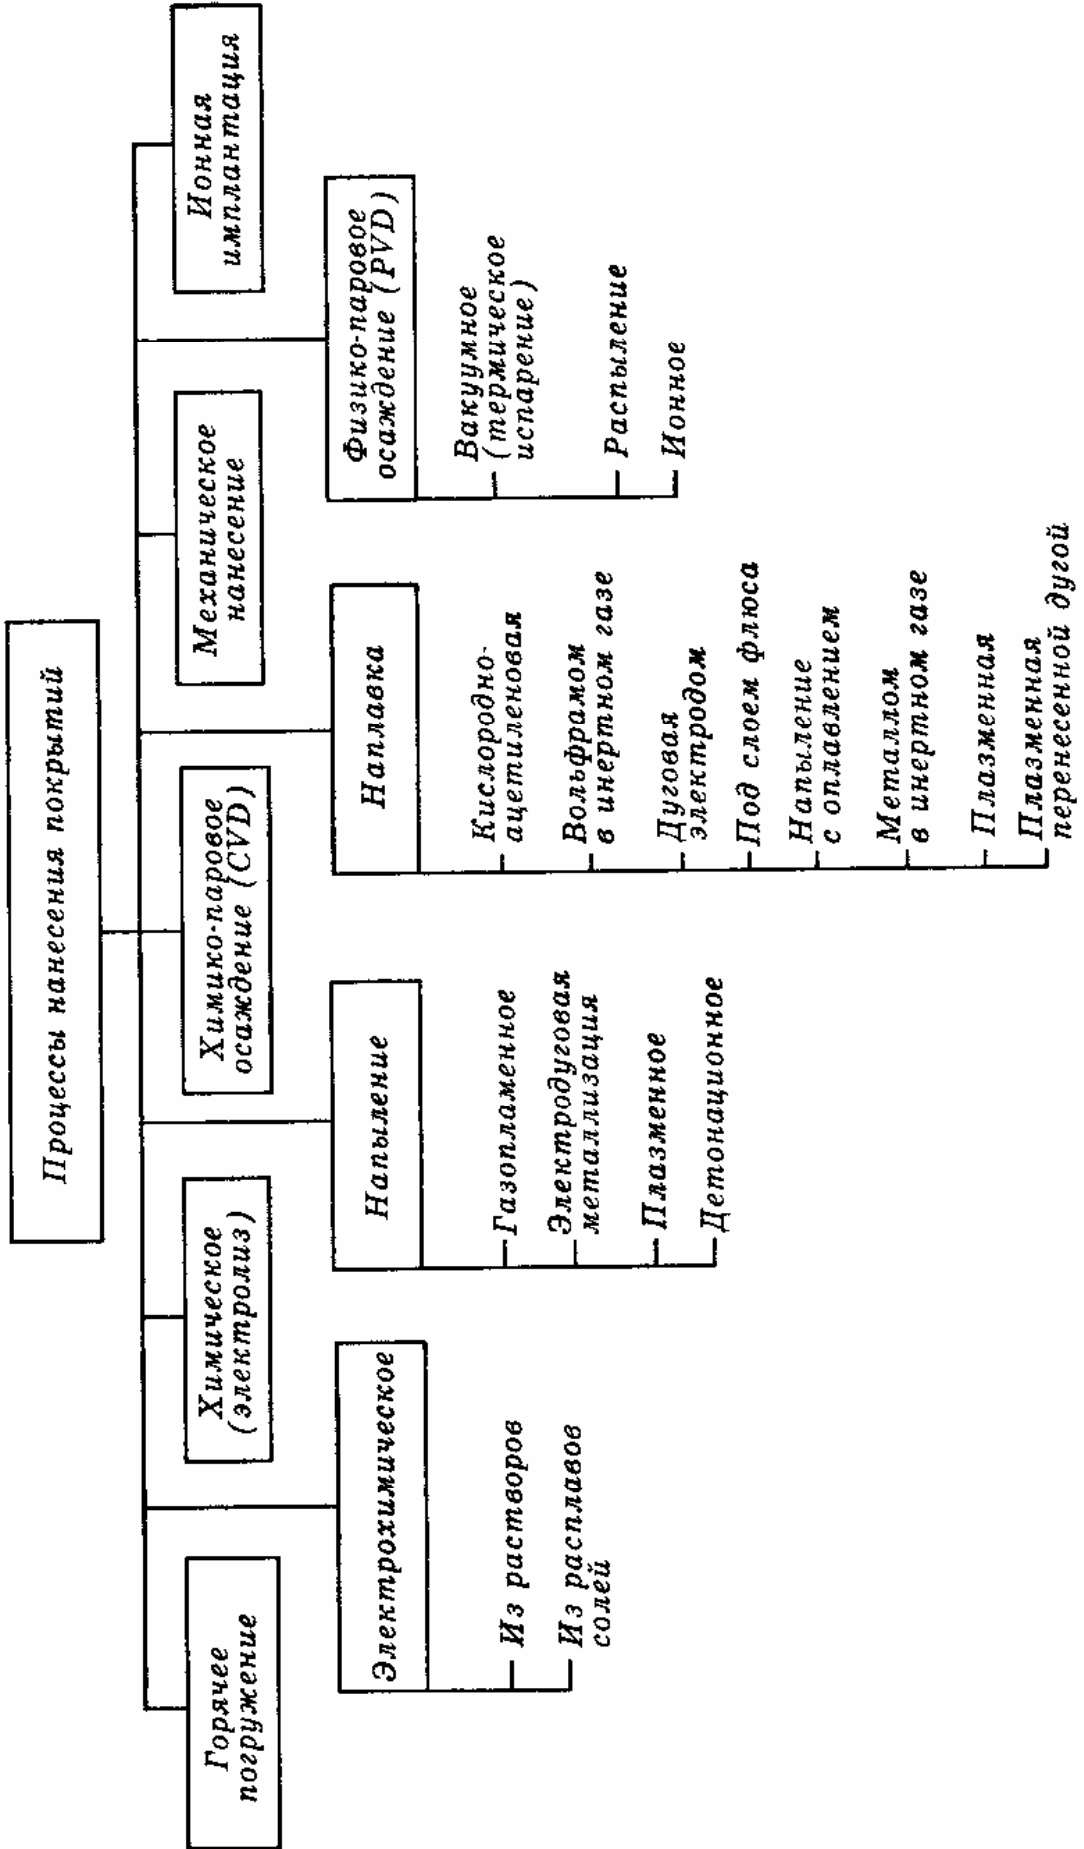 Процессы нанесения покрытий
Горячее
погружение
Химическое
(электролиз)
Химико-паровое
осаждение (CVD)
Механическое
нанесение
Ионная
имплантация
Электрохимическое
Из растворов
Из расплавов
солей
Напыление
Газопламенное
Электродуговая
металлизация
Плазменное
Детонационное
Наплавка
Кислородно-
ацетиленовая
Вольфрамом
в инертном газе
Дуговая
электродом
Под слоем флюса
Напыление
с оплавлением
Металлом
в инертном газе
Плазменная
Плазменная
перенесенной дугой
Физико-паровое
осаждение (PVD)
Вакуумное
(термическое
испарение)
Распыление
Ионное